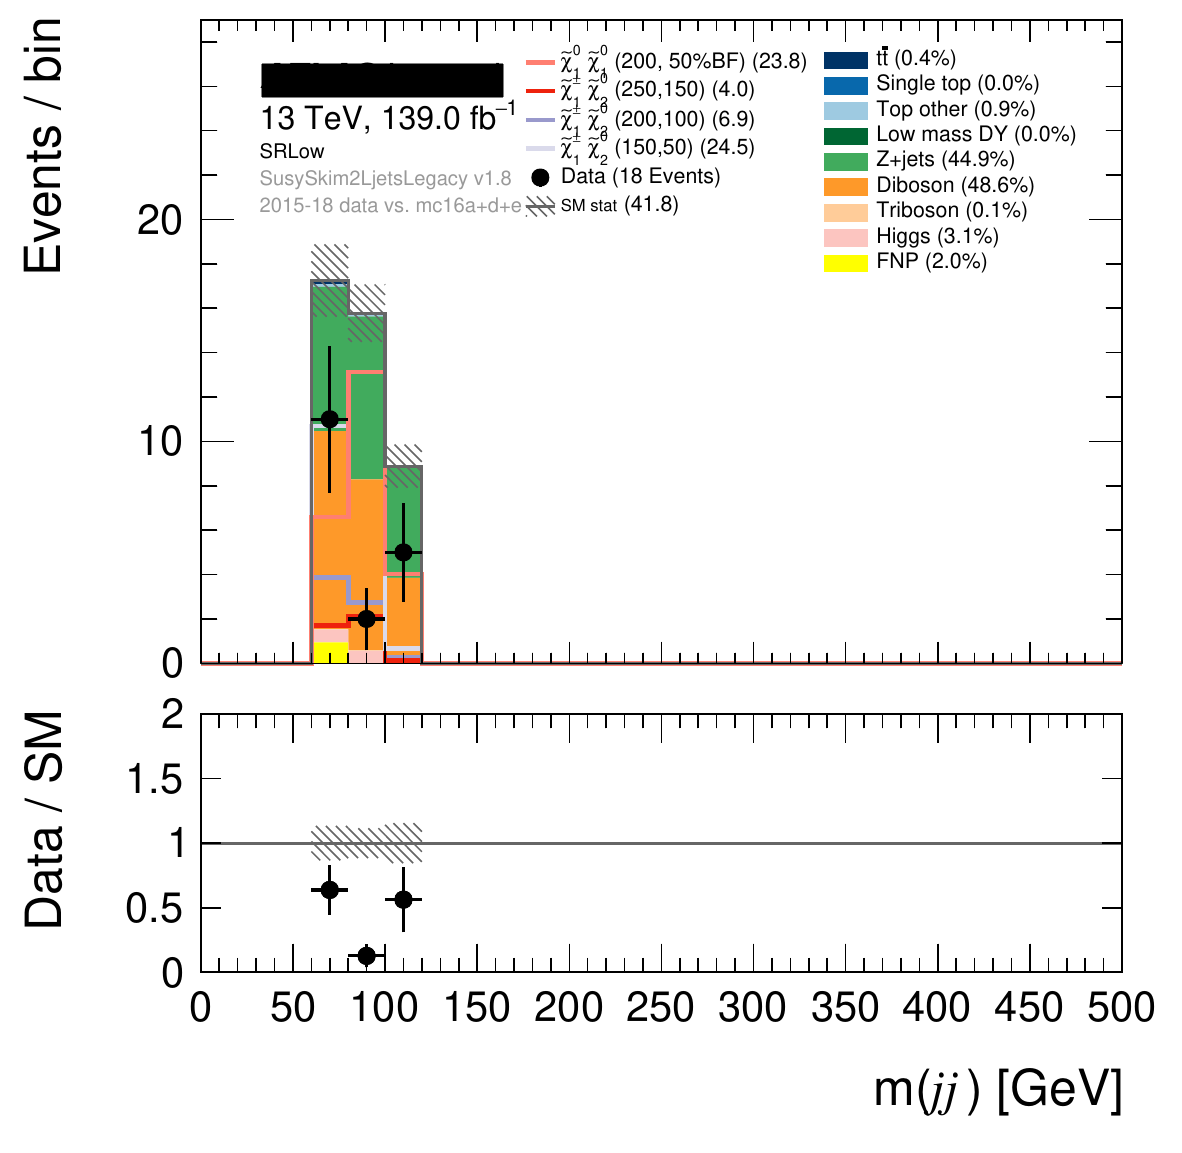 Events / bin
20
10
0
13 TeV, 139.0 fb⁻¹
SRLow
SusySkim2LjetsLegacy v1.8
2015-18 data vs. mc16a+d+e
χ̃⁰₁ χ̃⁰₁ (200, 50%BF) (23.8)
χ̃±₁ χ̃⁰₂ (250,150) (4.0)
χ̃±₁ χ̃⁰₂ (200,100) (6.9)
χ̃±₁ χ̃⁰₂ (150,50) (24.5)
Data (18 Events)
SM stat (41.8)
tt̄ (0.4%)
Single top (0.0%)
Top other (0.9%)
Low mass DY (0.0%)
Z+jets (44.9%)
Diboson (48.6%)
Triboson (0.1%)
Higgs (3.1%)
FNP (2.0%)
Data / SM
2
1.5
1
0.5
0
0 50 100 150 200 250 300 350 400 450 500
m(jj) [GeV]